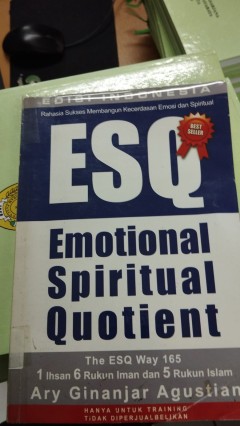 EDISI INDONESIA
Rahasia Sukses Membangun Kecerdasan Emosi dan Spiritual
ESQ
BEST
SELLER
Emotional
Spiritual
Quotient
The ESQ Way 165
1 Ihsan 6 Rukun Iman dan 5 Rukun Islam
Ary Ginanjar Agustian
HANYA UNTUK TRAINING
TIDAK DIPERJUALBELIKAN